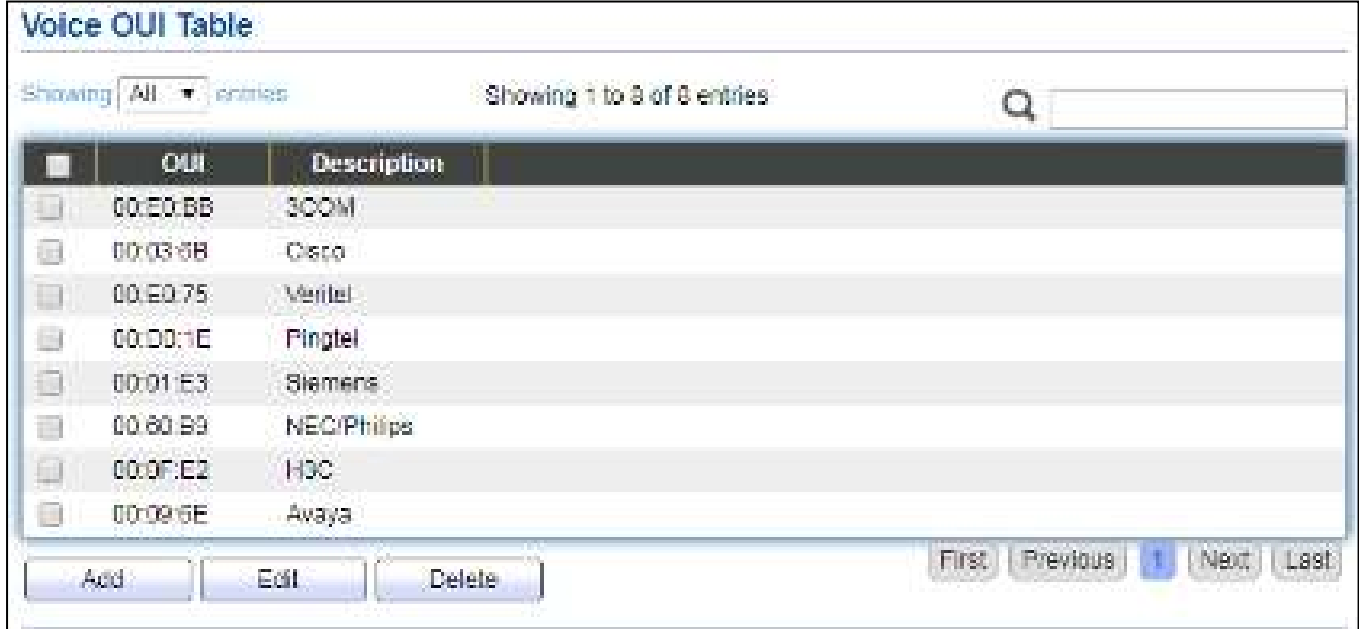 Voice OUI Table
Showing All entries
Showing 1 to 8 of 8 entries
OUI Description
00:E0:BB 3COM
00:03:6B Cisco
00:E0:75 Veritel
00:D0:1E Pingtel
00:01:E3 Siemens
00:60:B9 NEC/Philips
00:0F:E2 H3C
00:09:6E Avaya
Add Edit Delete
First Previous 1 Next Last